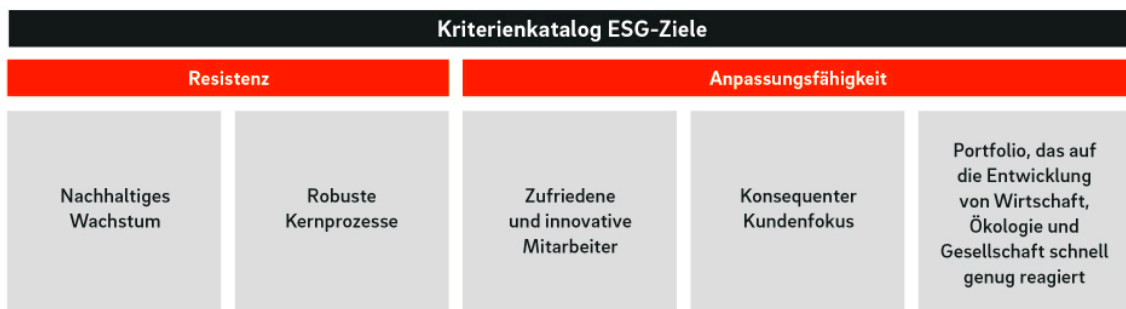 Kriterienkatalog ESG-Ziele
Resistenz
Anpassungsfähigkeit
Nachhaltiges
Wachstum
Robuste
Kernprozesse
Zufriedene
und innovative
Mitarbeiter
Konsequenter
Kundenfokus
Portfolio, das auf
die Entwicklung
von Wirtschaft,
Ökologie und
Gesellschaft schnell
genug reagiert